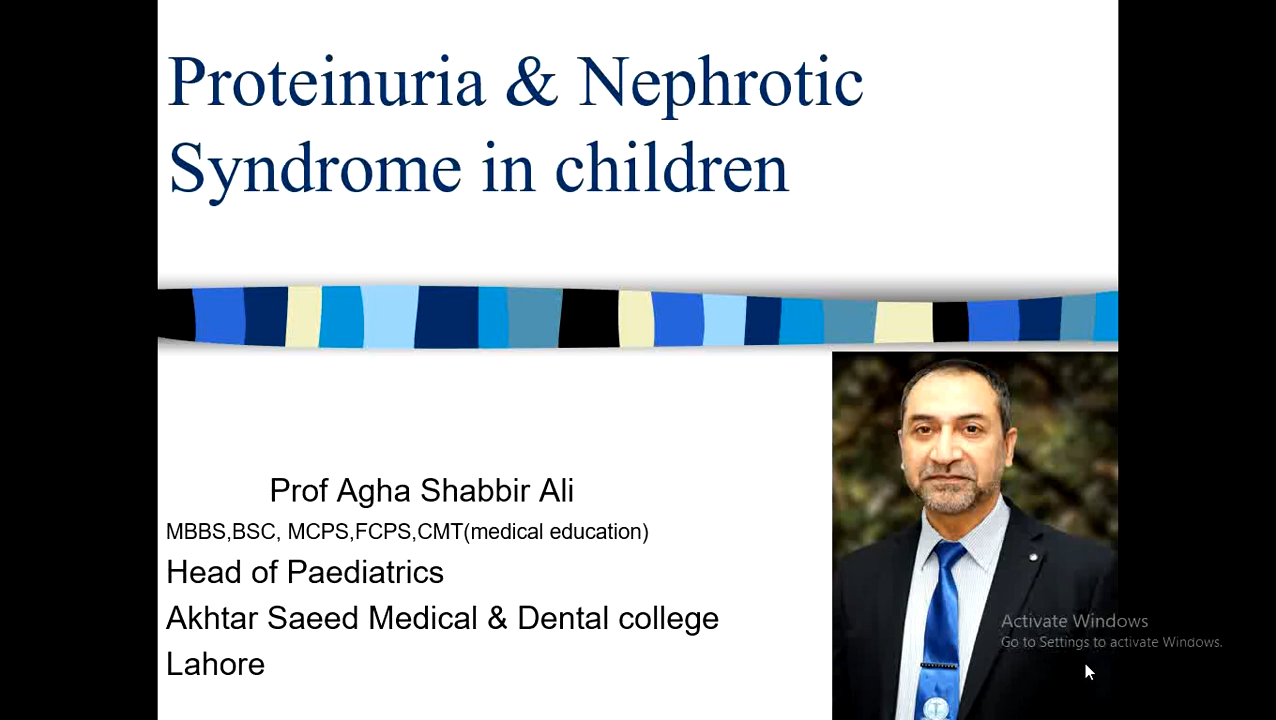 Proteinuria & Nephrotic
Syndrome in children
Prof Agha Shabbir Ali
MBBS,BSC, MCPS,FCPS,CMT(medical education)
Head of Paediatrics
Akhtar Saeed Medical & Dental college
Lahore
Activate Windows
Go to Settings to activate Windows.